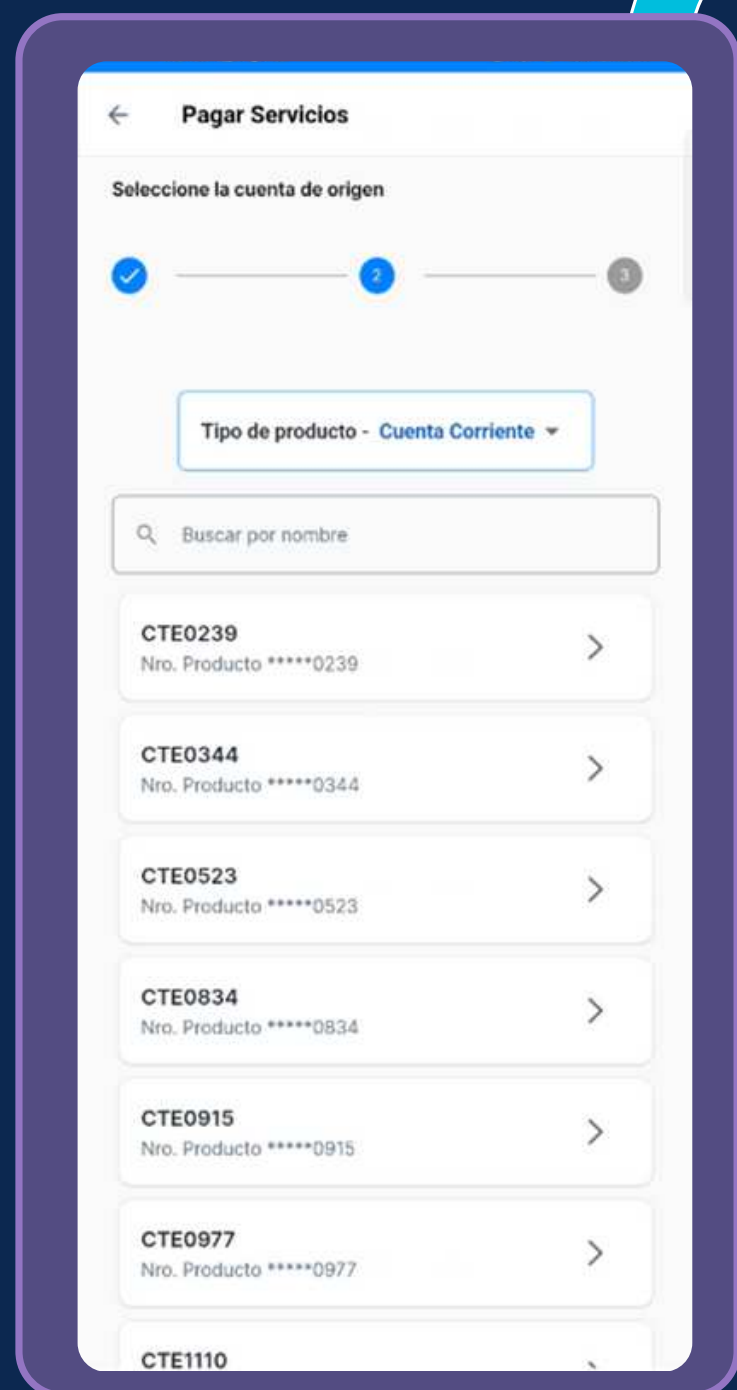 Pagar Servicios
Seleccione la cuenta de origen
2
3
Tipo de producto - Cuenta Corriente
Buscar por nombre
CTE0239
Nro. Producto *****0239
CTE0344
Nro. Producto *****0344
CTE0523
Nro. Producto *****0523
CTE0834
Nro. Producto *****0834
CTE0915
Nro. Producto *****0915
CTE0977
Nro. Producto *****0977
CTE1110